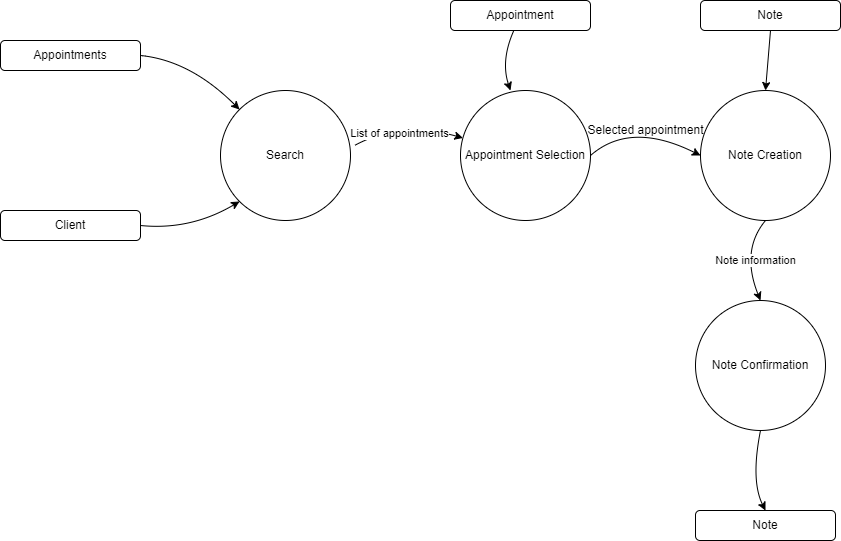 Appointment
Note
Appointments
Search
List of appointments
Appointment Selection
Selected appointment
Note Creation
Client
Note information
Note Confirmation
Note